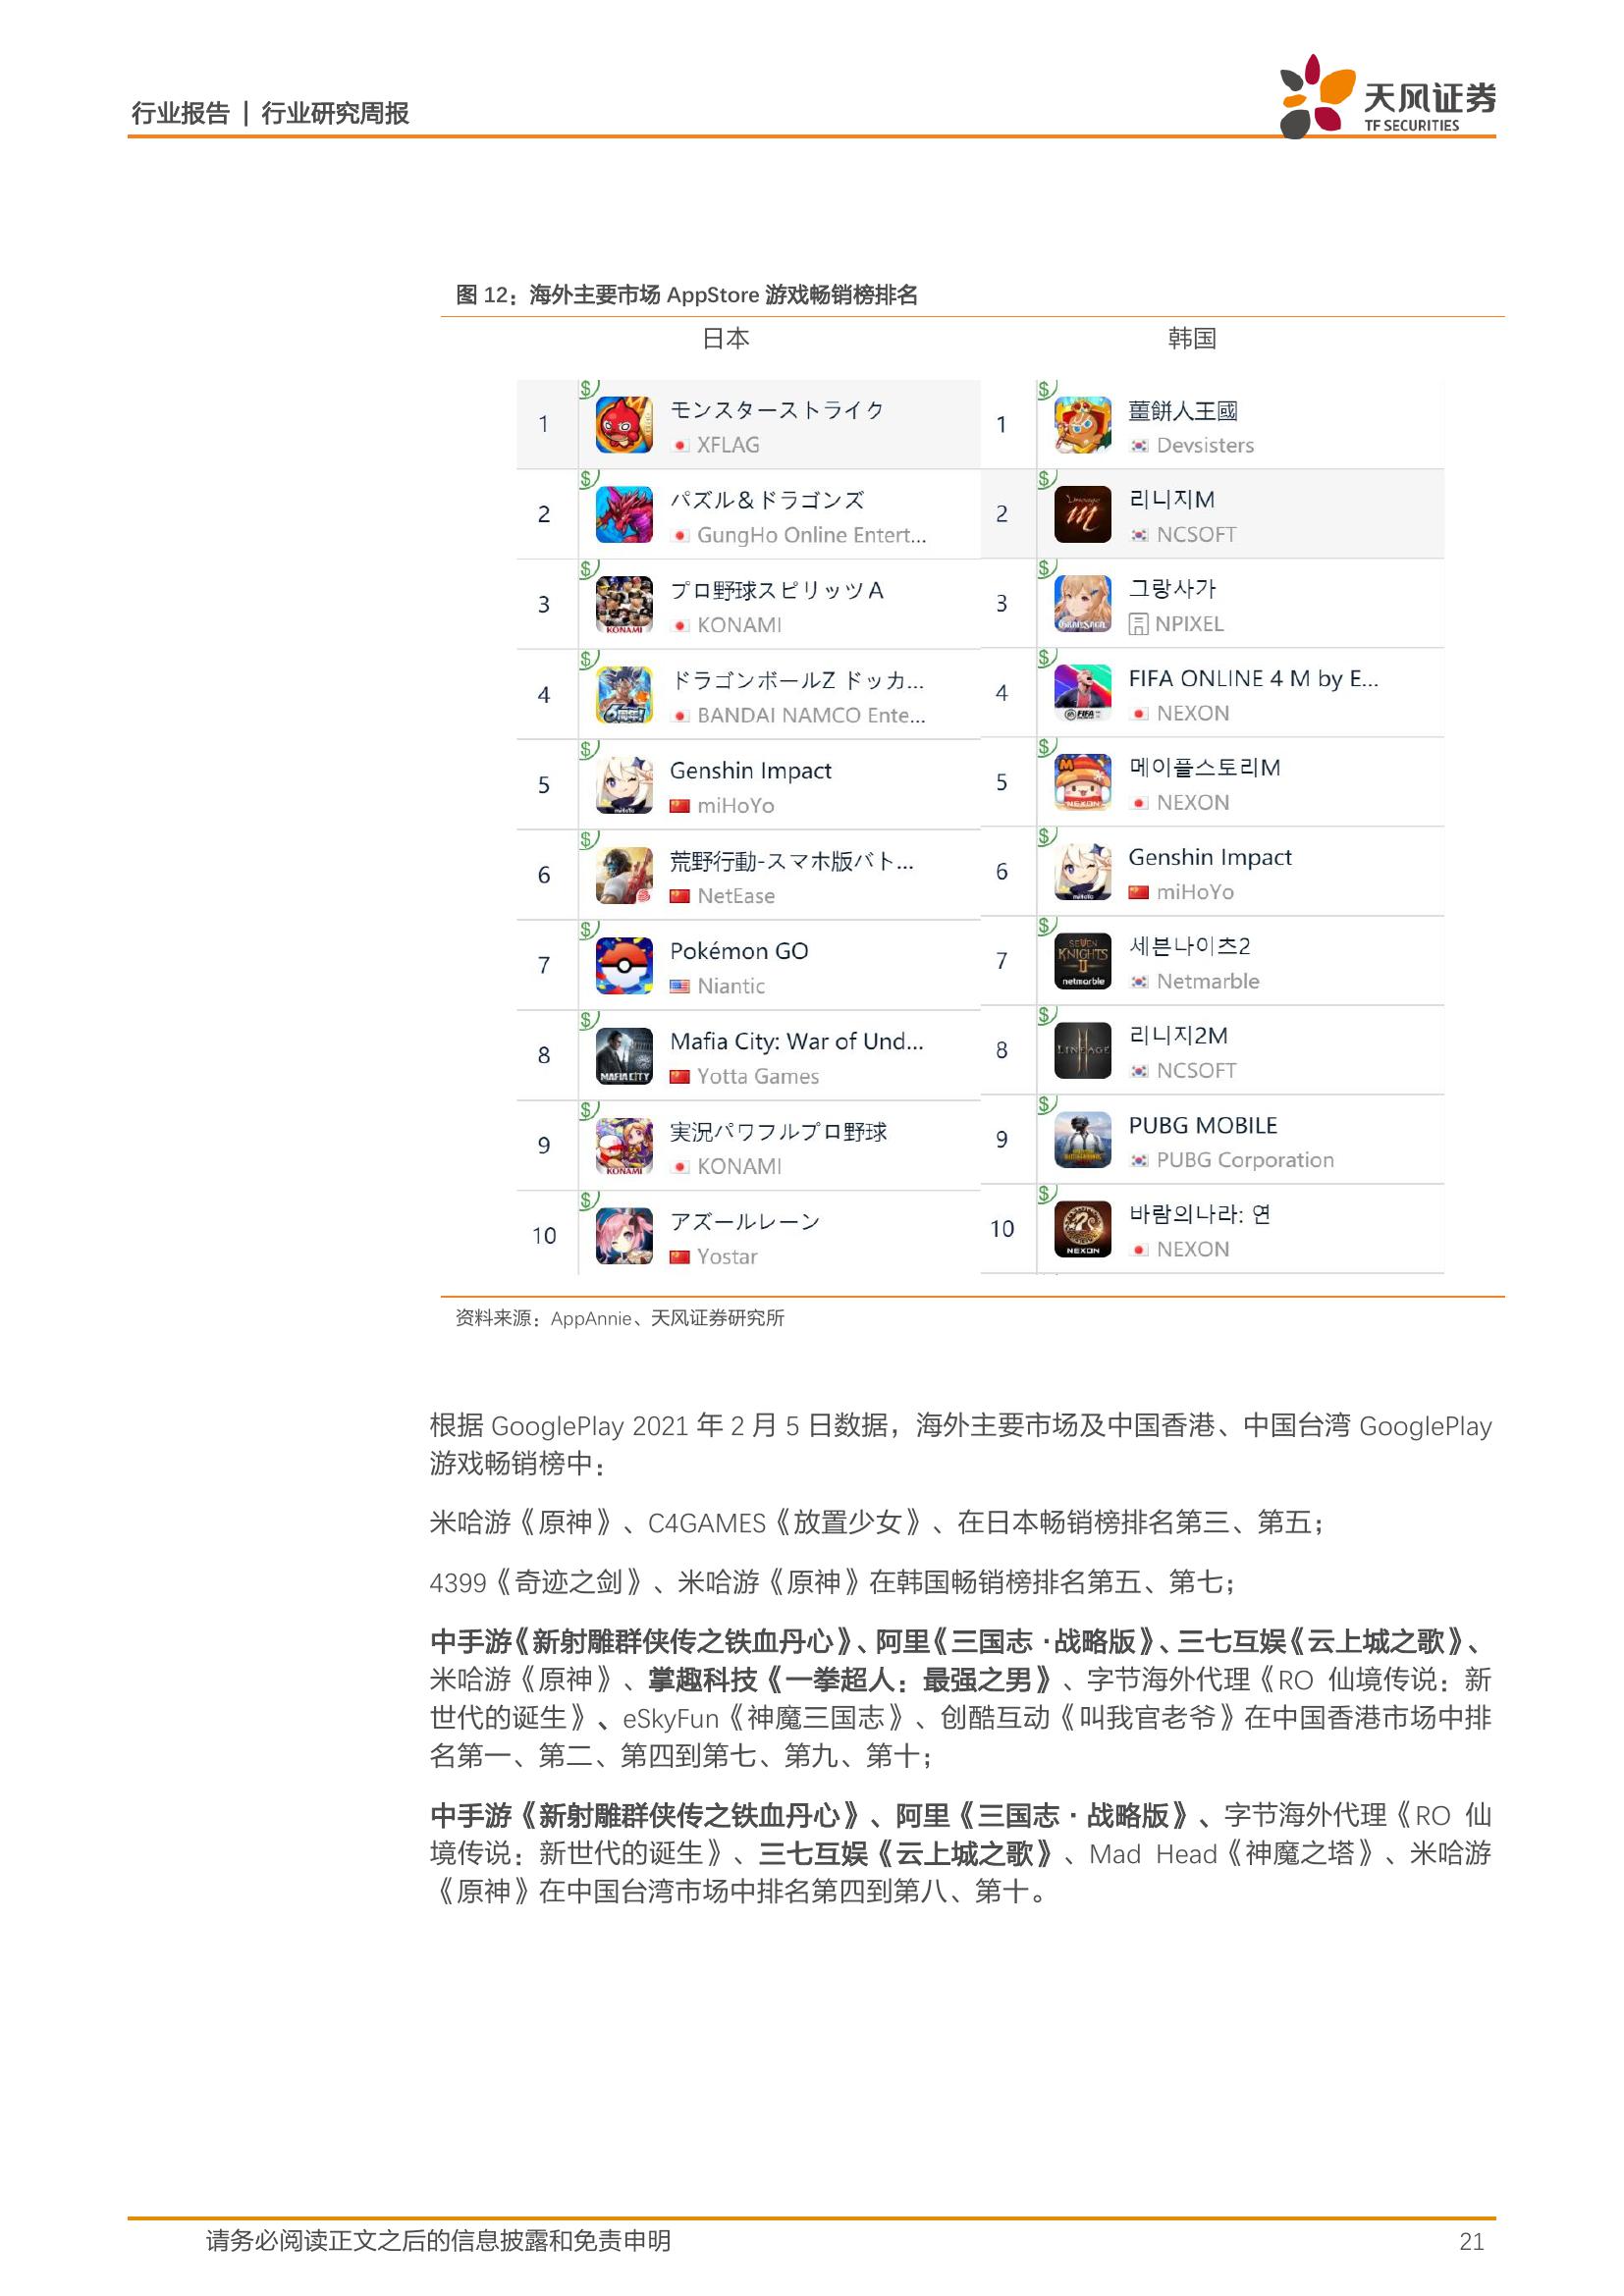 行业报告 | 行业研究周报
天风证券
TF SECURITIES
图 12：海外主要市场 AppStore 游戏畅销榜排名
日本
韩国
1
モンスターストライク
XFLAG
2
パズル＆ドラゴンズ
GungHo Online Entert...
3
プロ野球スピリッツA
KONAMI
4
ドラゴンボールZ ドッカ...
BANDAI NAMCO Ente...
5
Genshin Impact
miHoYo
6
荒野行動-スマホ版バト...
NetEase
7
Pokémon GO
Niantic
8
Mafia City: War of Und...
Yotta Games
9
実況パワフルプロ野球
KONAMI
10
アズールレーン
Yostar
1
薑餅人王國
Devsisters
2
리니지M
NCSOFT
3
그랑사가
NPIXEL
4
FIFA ONLINE 4 M by E...
NEXON
5
메이플스토리M
NEXON
6
Genshin Impact
miHoYo
7
세븐나이츠2
Netmarble
8
리니지2M
NCSOFT
9
PUBG MOBILE
PUBG Corporation
10
바람의나라: 연
NEXON
资料来源：AppAnnie、天风证券研究所
根据 GooglePlay 2021 年 2 月 5 日数据，海外主要市场及中国香港、中国台湾 GooglePlay
游戏畅销榜中：
米哈游《原神》、C4GAMES《放置少女》、在日本畅销榜排名第三、第五；
4399《奇迹之剑》、米哈游《原神》在韩国畅销榜排名第五、第七；
中手游《新射雕群侠传之铁血丹心》、阿里《三国志·战略版》、三七互娱《云上城之歌》、
米哈游《原神》、掌趣科技《一拳超人：最强之男》、字节海外代理《RO 仙境传说：新
世代的诞生》、eSkyFun《神魔三国志》、创酷互动《叫我官老爷》在中国香港市场中排
名第一、第二、第四到第七、第九、第十；
中手游《新射雕群侠传之铁血丹心》、阿里《三国志·战略版》、字节海外代理《RO 仙
境传说：新世代的诞生》、三七互娱《云上城之歌》、Mad Head《神魔之塔》、米哈游
《原神》在中国台湾市场中排名第四到第八、第十。
请务必阅读正文之后的信息披露和免责申明
21